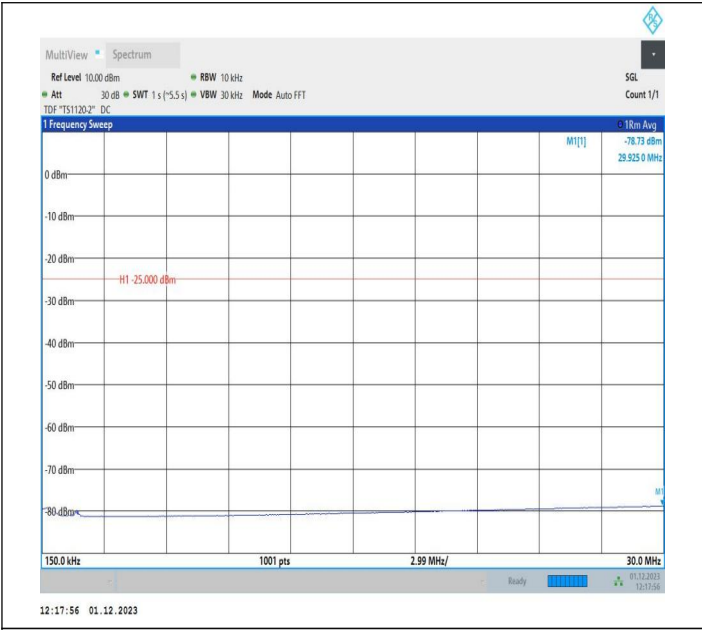 R&S
MultiView Spectrum
Ref Level 10.00 dBm RBW 10 kHz SGL
Att 30 dB SWT 1 s (~5.5 s) VBW 30 kHz Mode Auto FFT Count 1/1
TDF "TS1120-2" DC
1 Frequency Sweep 1Rm Avg
M1[1] -78.73 dBm
29.925 0 MHz
0 dBm
-10 dBm
-20 dBm
H1 -25.000 dBm
-30 dBm
-40 dBm
-50 dBm
-60 dBm
-70 dBm
M1
-80 dBm
150.0 kHz 1001 pts 2.99 MHz/ 30.0 MHz
Ready 01.12.2023
12:17:56
12:17:56 01.12.2023